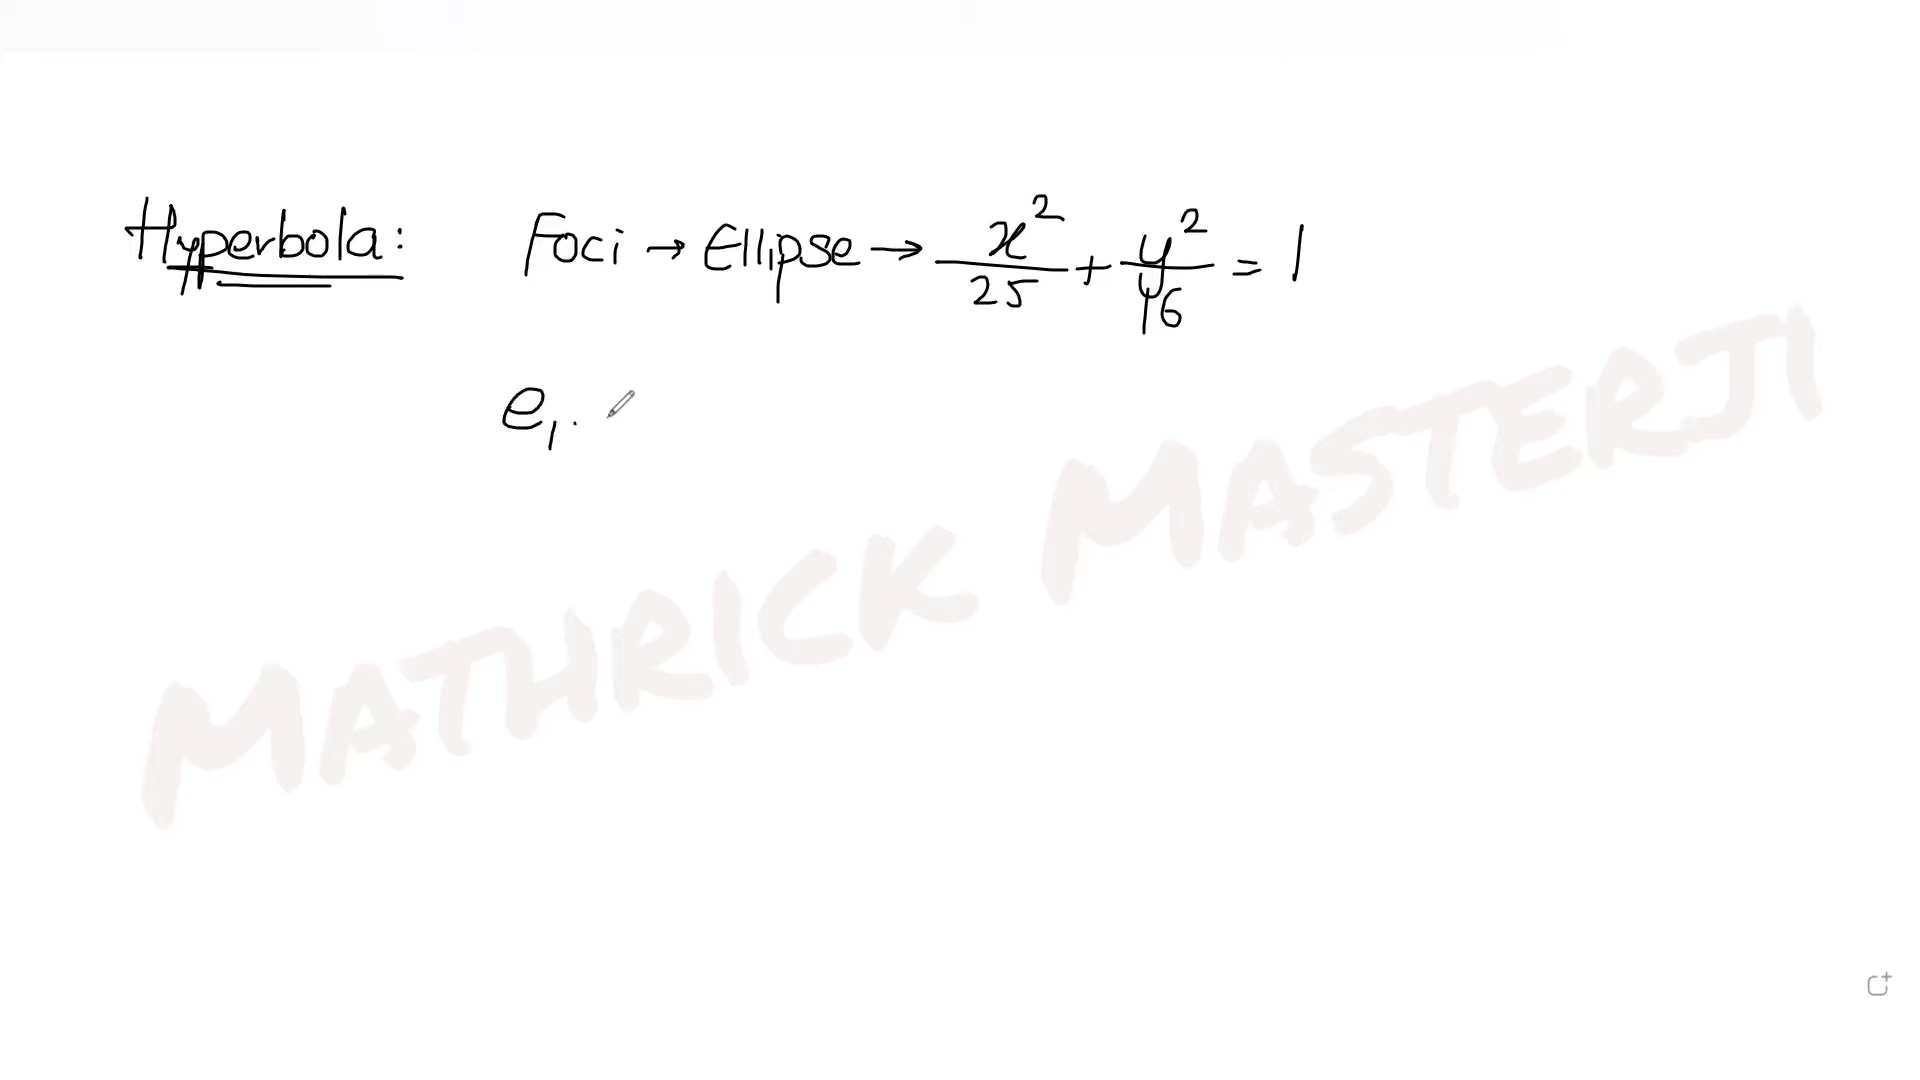 Hyperbola: Foci → Ellipse → x²/25 + y²/16 = 1
e₁.
MATHRICK MASTERJI